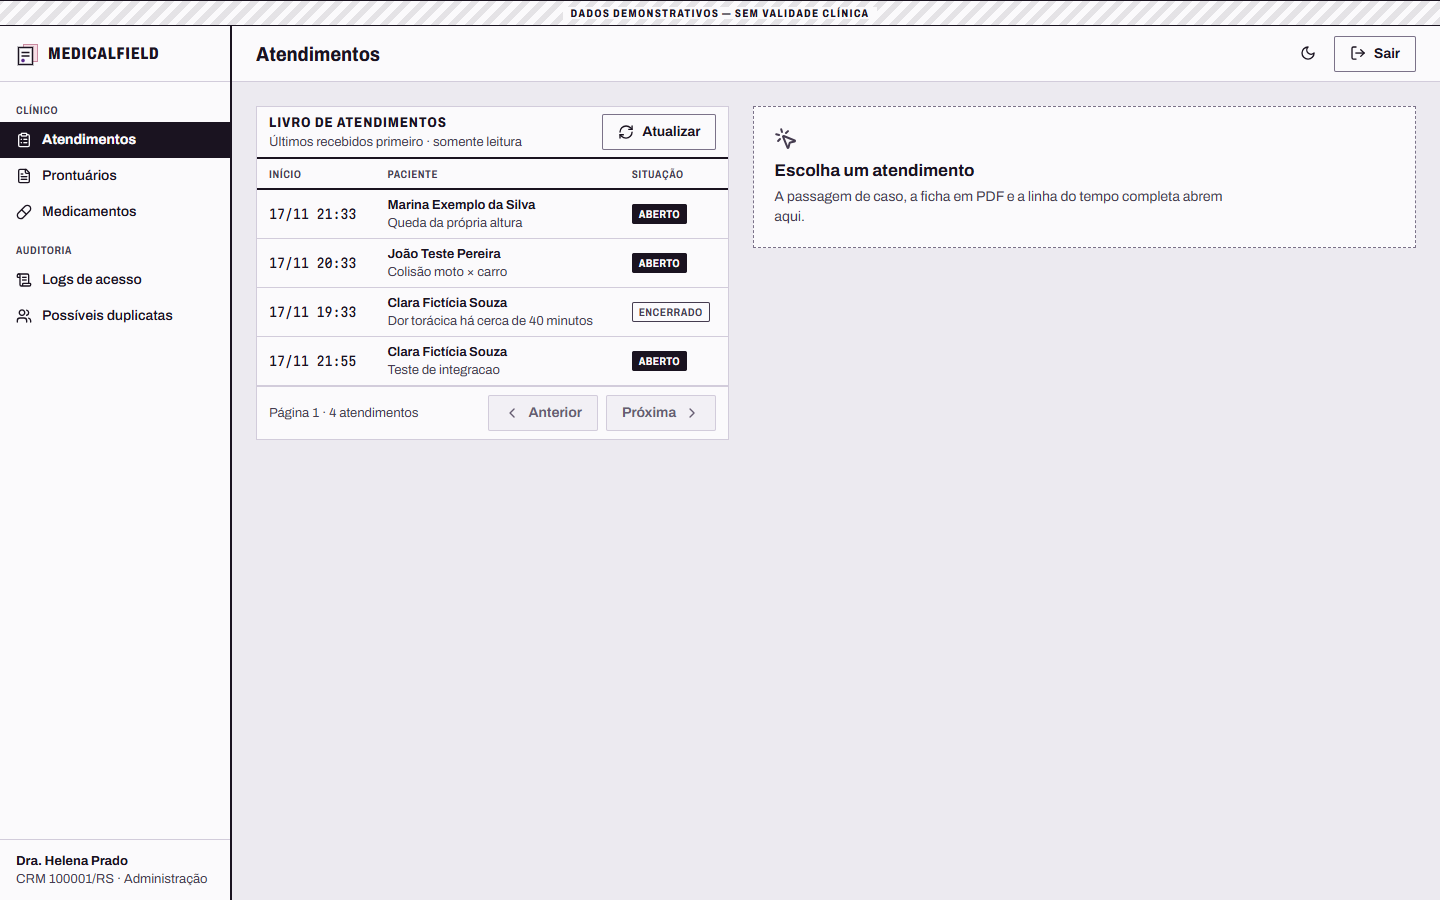 DADOS DEMONSTRATIVOS — SEM VALIDADE CLÍNICA
MEDICALFIELD
Atendimentos
Sair
CLÍNICO
Atendimentos
Prontuários
Medicamentos
AUDITORIA
Logs de acesso
Possíveis duplicatas
Dra. Helena Prado
CRM 100001/RS · Administração
LIVRO DE ATENDIMENTOS
Últimos recebidos primeiro · somente leitura
Atualizar
INÍCIO PACIENTE SITUAÇÃO
17/11 21:33 Marina Exemplo da Silva ABERTO
Queda da própria altura
17/11 20:33 João Teste Pereira ABERTO
Colisão moto × carro
17/11 19:33 Clara Fictícia Souza ENCERRADO
Dor torácica há cerca de 40 minutos
17/11 21:55 Clara Fictícia Souza ABERTO
Teste de integracao
Página 1 · 4 atendimentos Anterior Próxima
Escolha um atendimento
A passagem de caso, a ficha em PDF e a linha do tempo completa abrem
aqui.